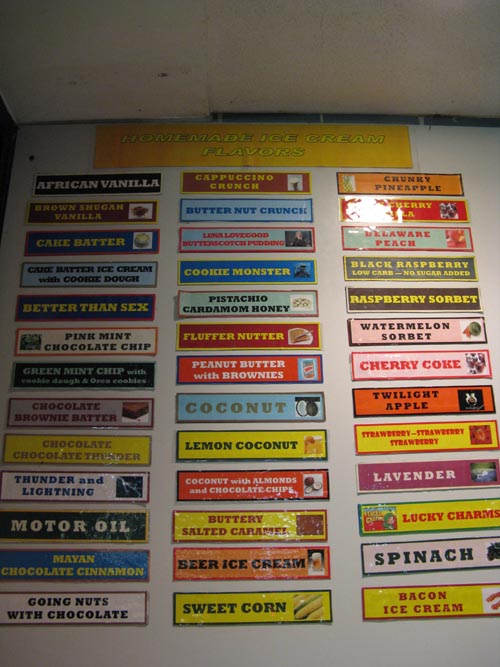 HOMEMADE ICE CREAM
FLAVORS
AFRICAN VANILLA
BROWN SHUGAH
VANILLA
CAKE BATTER
CAKE BATTER ICE CREAM
with COOKIE DOUGH
BETTER THAN SEX
PINK MINT
CHOCOLATE CHIP
GREEN MINT CHIP with
cookie dough & Oreo cookies
CHOCOLATE
BROWNIE BATTER
CHOCOLATE
CHOCOLATE THUNDER
THUNDER and
LIGHTNING
MOTOR OIL
MAYAN
CHOCOLATE CINNAMON
GOING NUTS
WITH CHOCOLATE
CAPPUCCINO
CRUNCH
BUTTER NUT CRUNCH
LUNA LOVEGOOD
BUTTERSCOTCH PUDDING
COOKIE MONSTER
PISTACHIO
CARDAMOM HONEY
FLUFFER NUTTER
PEANUT BUTTER
with BROWNIES
COCONUT
LEMON COCONUT
COCONUT with ALMONDS
and CHOCOLATE CHIPS
BUTTERY
SALTED CARAMEL
BEER ICE CREAM
SWEET CORN
CHUNKY
PINEAPPLE
CHERRY
DELAWARE
PEACH
BLACK RASPBERRY
LOW CARB — NO SUGAR ADDED
RASPBERRY SORBET
WATERMELON
SORBET
CHERRY COKE
TWILIGHT
APPLE
STRAWBERRY—STRAWBERRY
STRAWBERRY
LAVENDER
LUCKY CHARMS
SPINACH
BACON
ICE CREAM